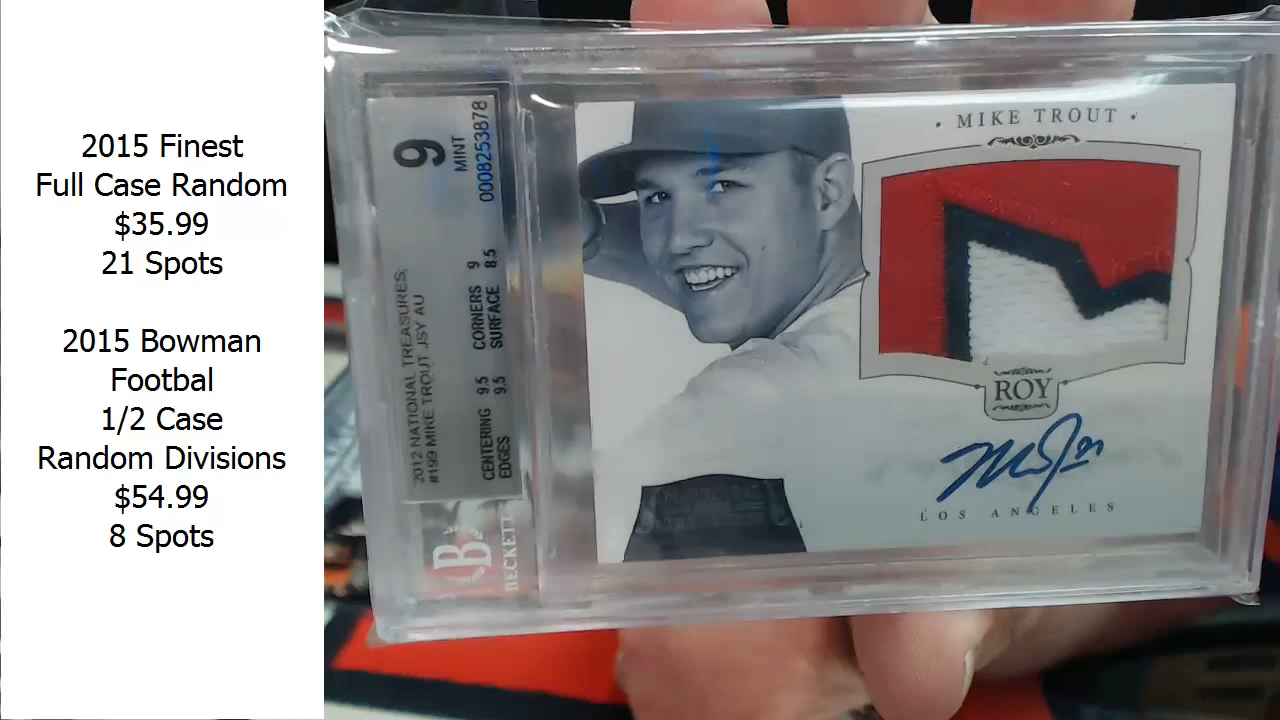 2015 Finest
Full Case Random
$35.99
21 Spots
2015 Bowman
Footbal
1/2 Case
Random Divisions
$54.99
8 Spots
2012 NATIONAL TREASURES
#199 MIKE TROUT JSY AU
9
MINT
0008253878
CENTERING 9.5 CORNERS 9
EDGES 9.5 SURFACE 8.5
B
BECKETT
• MIKE TROUT •
ROY
LOS ANGELES